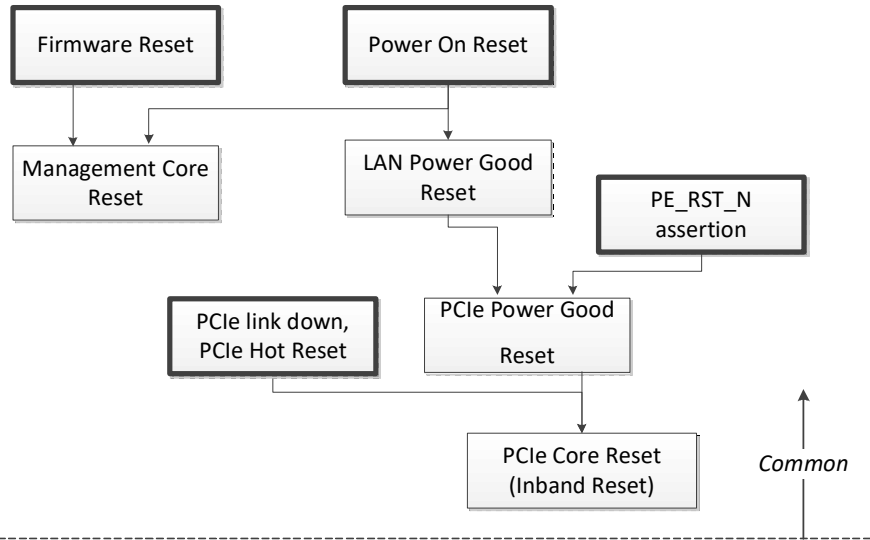 Firmware Reset
Power On Reset
Management Core
Reset
LAN Power Good
Reset
PE_RST_N
assertion
PCIe link down,
PCIe Hot Reset
PCIe Power Good
Reset
PCIe Core Reset
(Inband Reset)
Common